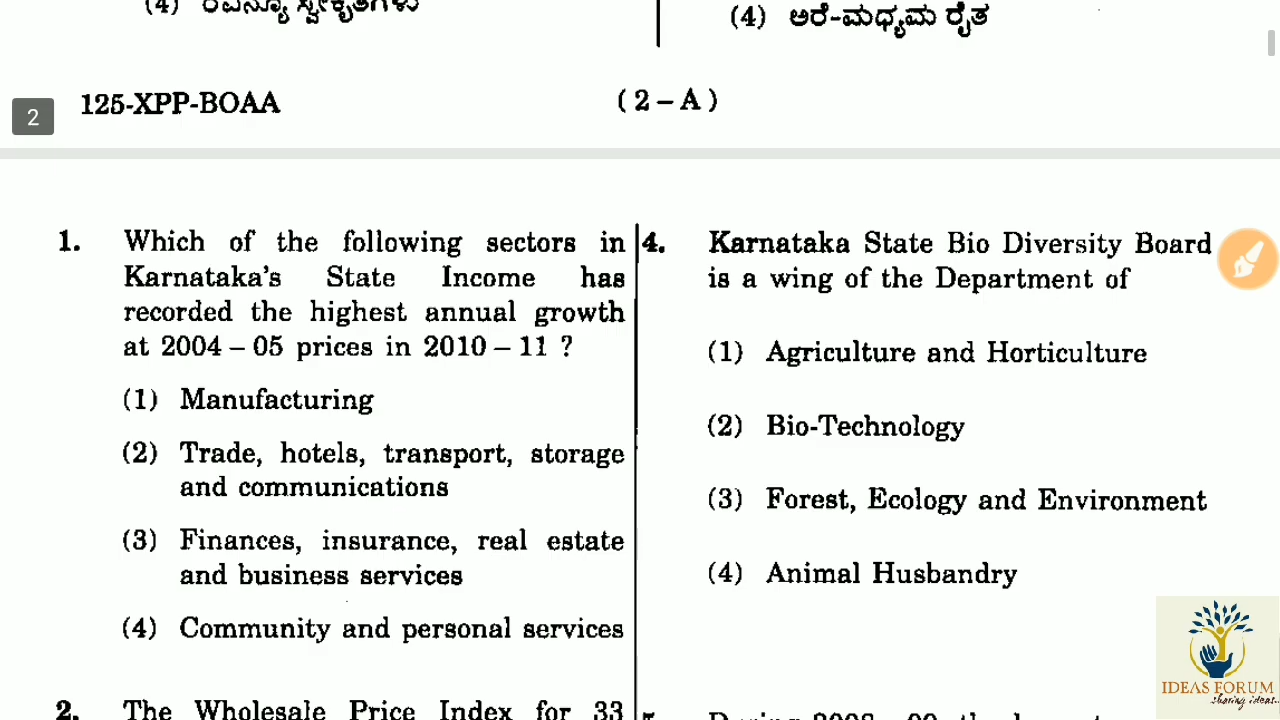 (4) ರೆವಿನ್ಯೂ ಸ್ವೀಕೃತಿಗಳು
(4) ಅರೆ-ಮಧ್ಯಮ ರೈತ
2
125-XPP-BOAA
( 2 – A )
1. Which of the following sectors in
Karnataka's State Income has
recorded the highest annual growth
at 2004 – 05 prices in 2010 – 11 ?
(1) Manufacturing
(2) Trade, hotels, transport, storage
and communications
(3) Finances, insurance, real estate
and business services
(4) Community and personal services
2. The Wholesale Price Index for 33
4. Karnataka State Bio Diversity Board
is a wing of the Department of
(1) Agriculture and Horticulture
(2) Bio-Technology
(3) Forest, Ecology and Environment
(4) Animal Husbandry
IDEAS FORUM
sharing ideas